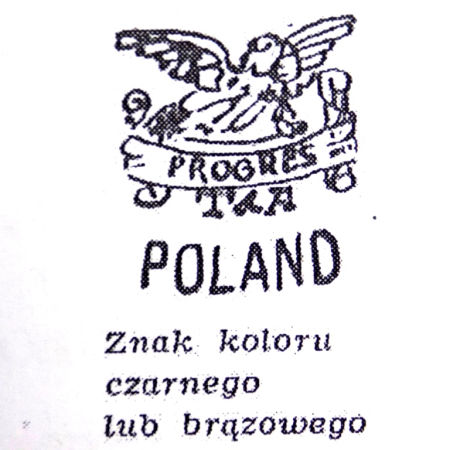 PROGRES
POLAND
Znak koloru
czarnego
lub brązowego